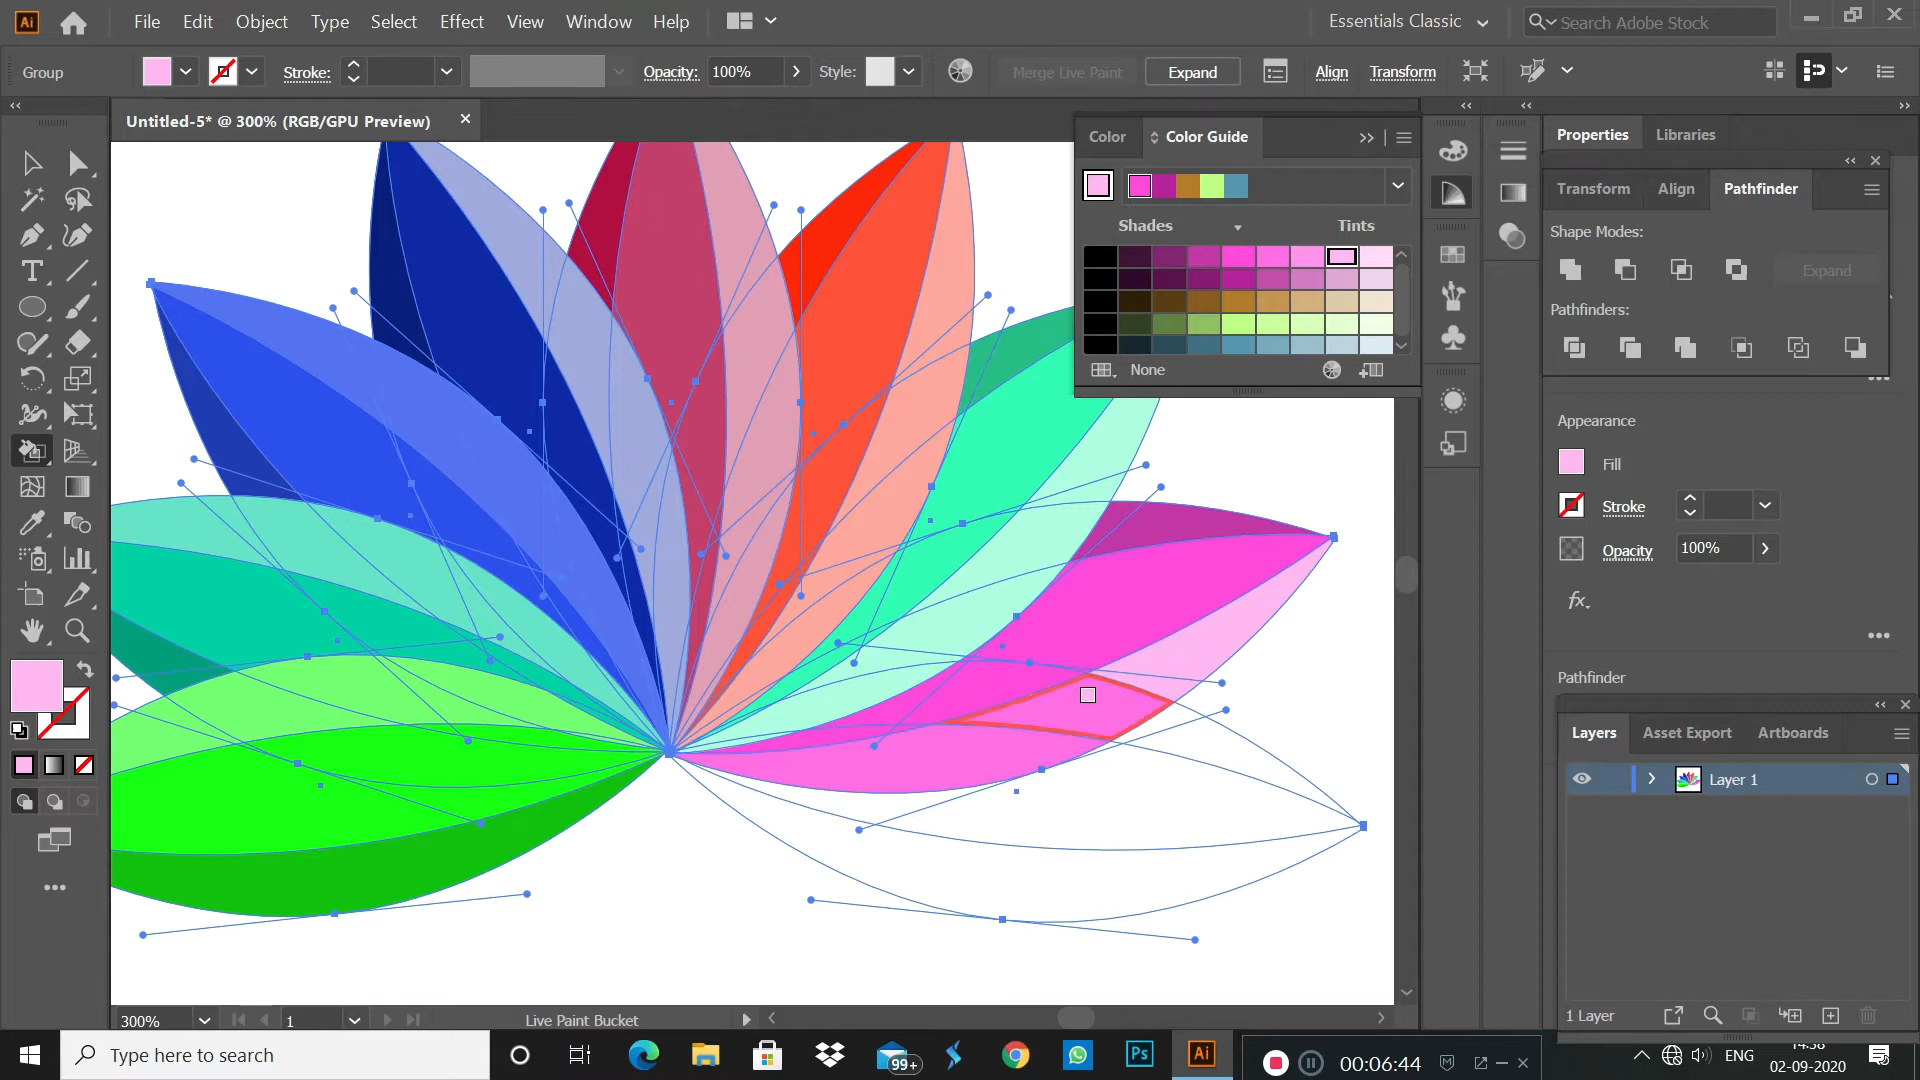 Ai File Edit Object Type Select Effect View Window Help Essentials Classic Search Adobe Stock
Group Stroke: Opacity: 100% Style: Merge Live Paint Expand Align Transform
Untitled-5* @ 300% (RGB/GPU Preview)
Color Color Guide
Shades Tints
None
Properties Libraries
Transform Align Pathfinder
Shape Modes:
Expand
Pathfinders:
Appearance
Fill
Stroke
Opacity 100%
fx.
Pathfinder
Layers Asset Export Artboards
Layer 1
1 Layer
300% 1 Live Paint Bucket
Type here to search
99+
Ps
Ai
00:06:44
ENG
14:38
02-09-2020